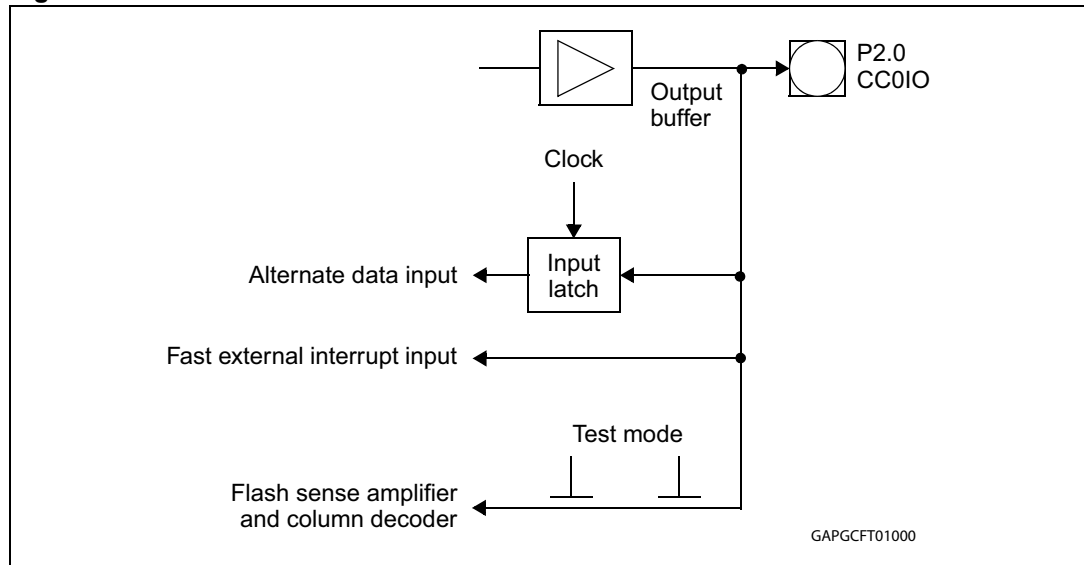 P2.0
CC0IO
Output
buffer
Clock
Input
latch
Alternate data input
Fast external interrupt input
Test mode
Flash sense amplifier
and column decoder
GAPGCFT01000